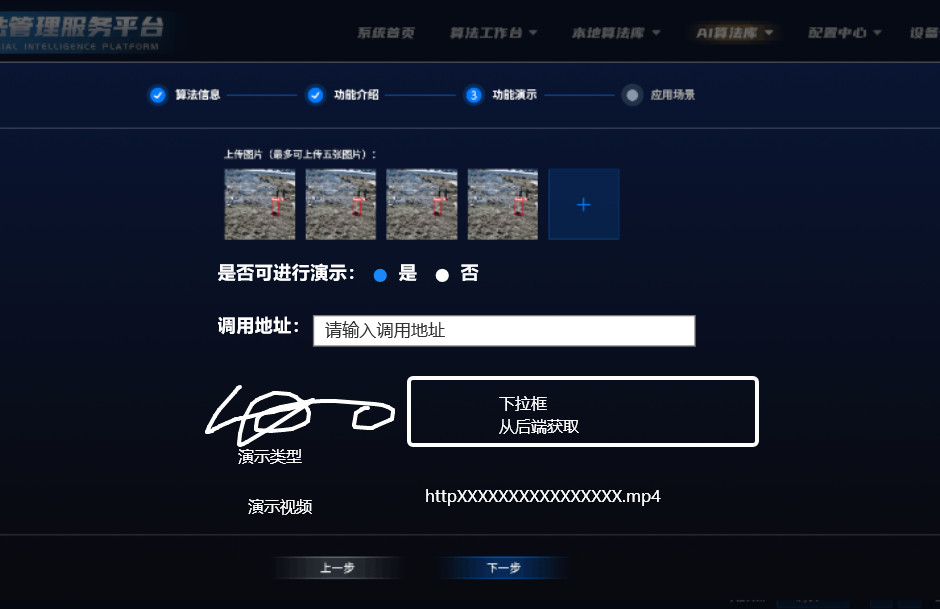 管理服务平台
IAL INTELLIGENCE PLATFORM
系统首页 算法工作台 本地算法库 AI算法库 配置中心 设备
算法信息 功能介绍 3 功能演示 应用场景
上传图片（最多可上传五张图片）：
+
是否可进行演示： 是 否
调用地址： 请输入调用地址
下拉框
从后端获取
演示类型
演示视频 httpXXXXXXXXXXXXXXXX.mp4
上一步 下一步